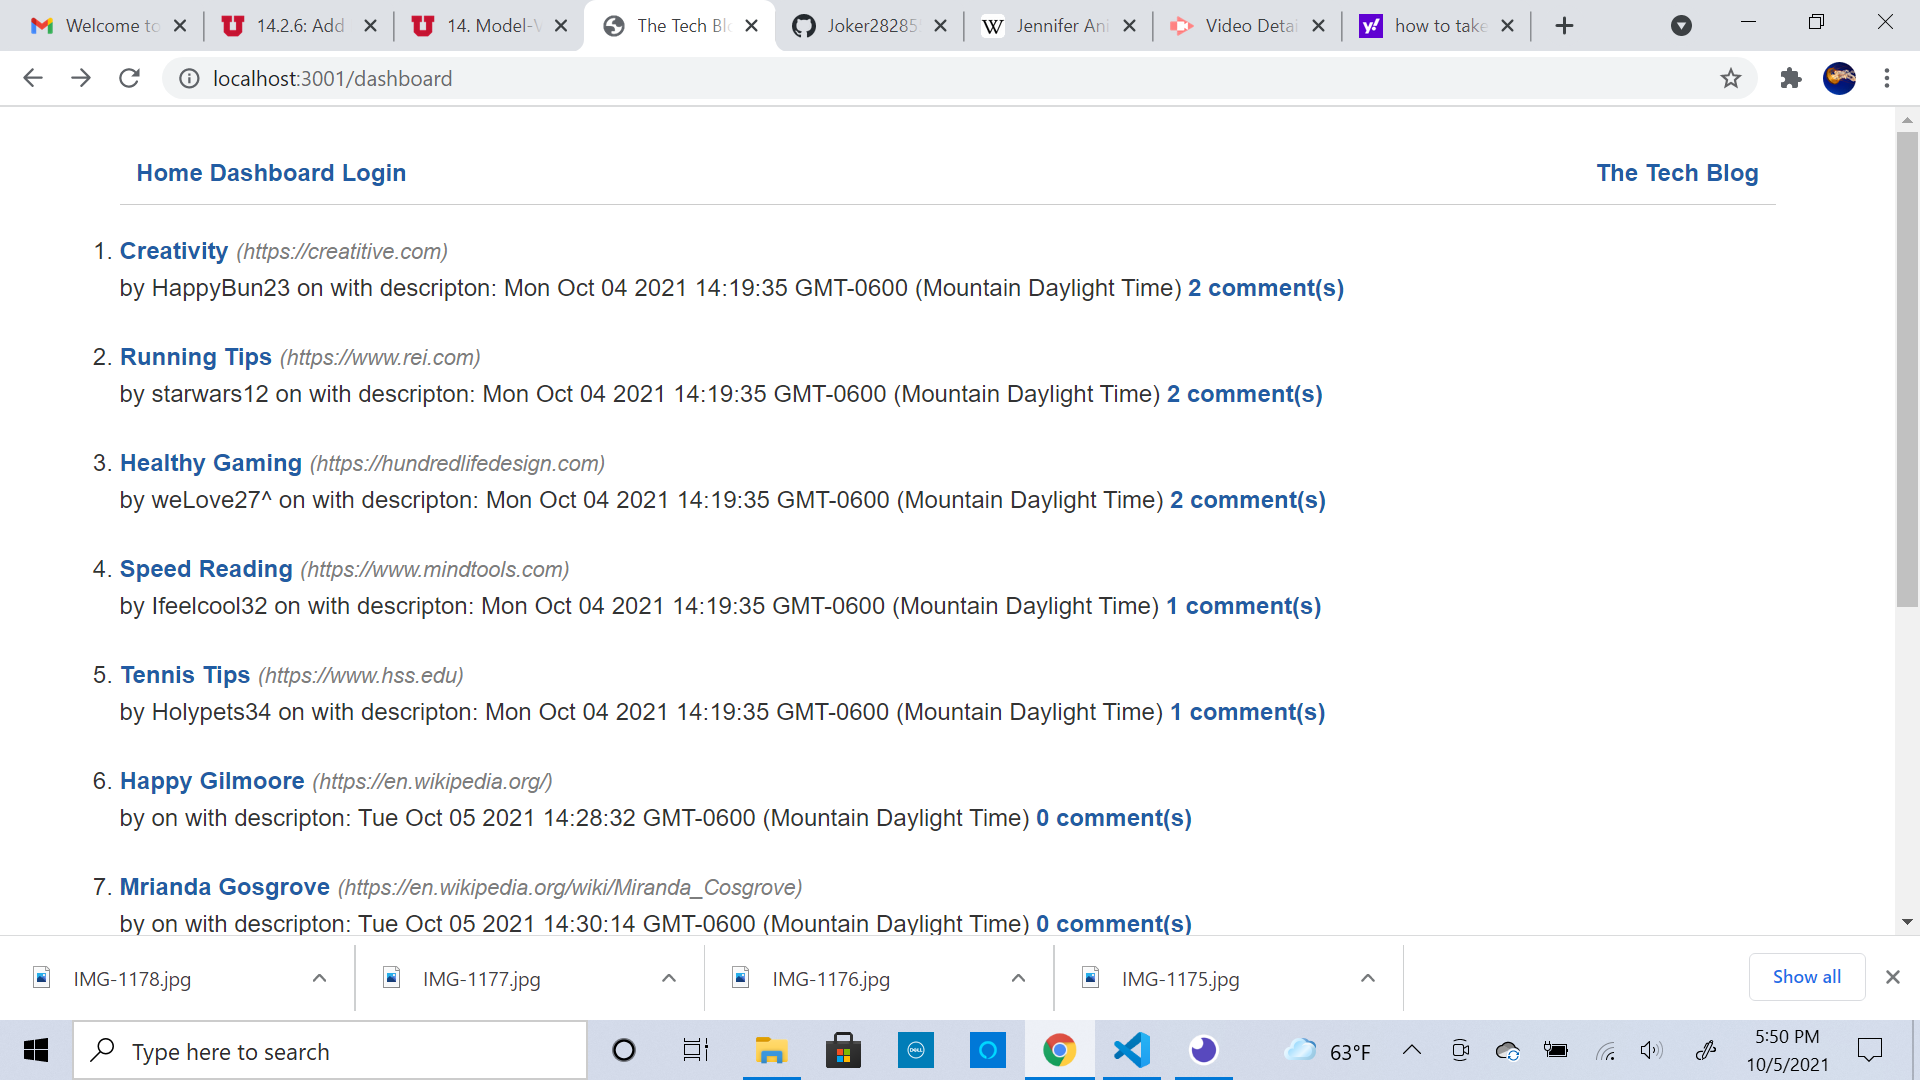 Welcome to
14.2.6: Add
14. Model-V
The Tech Blo
Joker28285
Jennifer Ani
Video Detai
how to take
localhost:3001/dashboard
Home Dashboard Login
The Tech Blog
1. Creativity (https://creatitive.com)
by HappyBun23 on with descripton: Mon Oct 04 2021 14:19:35 GMT-0600 (Mountain Daylight Time) 2 comment(s)
2. Running Tips (https://www.rei.com)
by starwars12 on with descripton: Mon Oct 04 2021 14:19:35 GMT-0600 (Mountain Daylight Time) 2 comment(s)
3. Healthy Gaming (https://hundredlifedesign.com)
by weLove27^ on with descripton: Mon Oct 04 2021 14:19:35 GMT-0600 (Mountain Daylight Time) 2 comment(s)
4. Speed Reading (https://www.mindtools.com)
by Ifeelcool32 on with descripton: Mon Oct 04 2021 14:19:35 GMT-0600 (Mountain Daylight Time) 1 comment(s)
5. Tennis Tips (https://www.hss.edu)
by Holypets34 on with descripton: Mon Oct 04 2021 14:19:35 GMT-0600 (Mountain Daylight Time) 1 comment(s)
6. Happy Gilmoore (https://en.wikipedia.org/)
by on with descripton: Tue Oct 05 2021 14:28:32 GMT-0600 (Mountain Daylight Time) 0 comment(s)
7. Mrianda Gosgrove (https://en.wikipedia.org/wiki/Miranda_Cosgrove)
by on with descripton: Tue Oct 05 2021 14:30:14 GMT-0600 (Mountain Daylight Time) 0 comment(s)
IMG-1178.jpg
IMG-1177.jpg
IMG-1176.jpg
IMG-1175.jpg
Show all
Type here to search
DELL
63°F
5:50 PM
10/5/2021